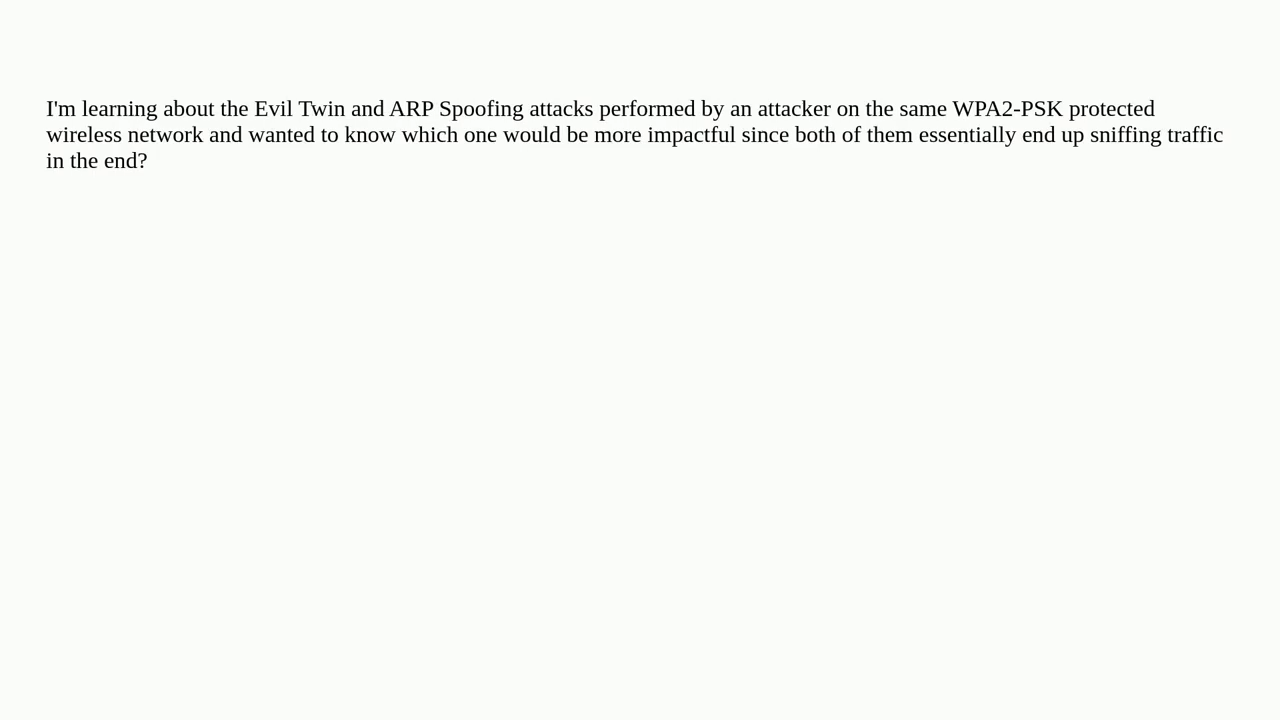 I'm learning about the Evil Twin and ARP Spoofing attacks performed by an attacker on the same WPA2-PSK protected
wireless network and wanted to know which one would be more impactful since both of them essentially end up sniffing traffic
in the end?